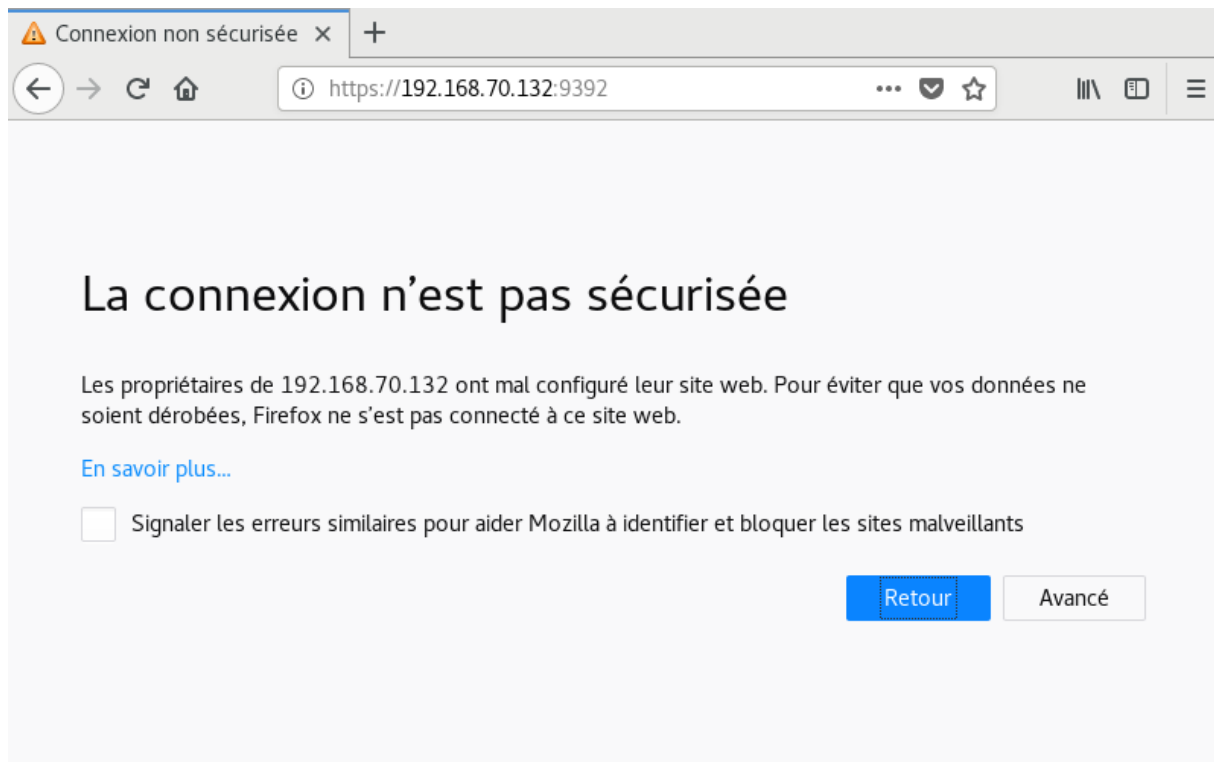 Connexion non sécurisée
https://192.168.70.132:9392
La connexion n’est pas sécurisée
Les propriétaires de 192.168.70.132 ont mal configuré leur site web. Pour éviter que vos données ne
soient dérobées, Firefox ne s’est pas connecté à ce site web.
En savoir plus...
Signaler les erreurs similaires pour aider Mozilla à identifier et bloquer les sites malveillants
Retour Avancé